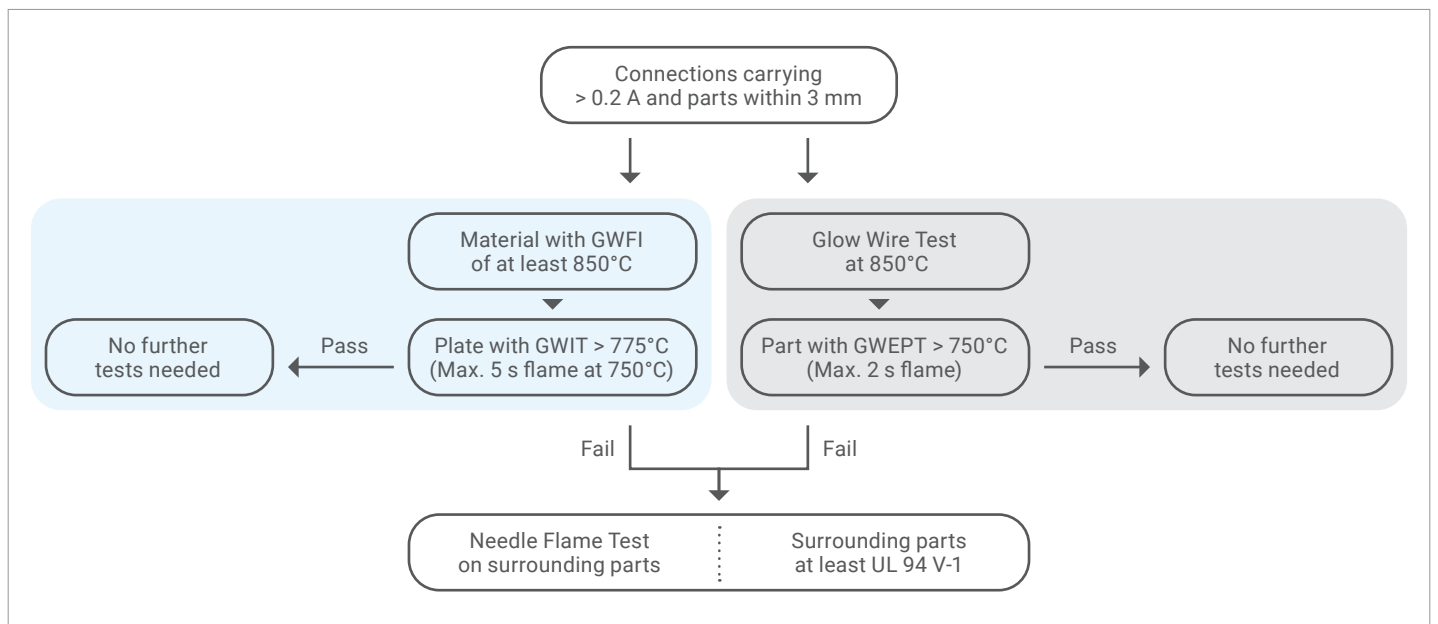 Connections carrying
> 0.2 A and parts within 3 mm
Material with GWFI
of at least 850°C
Glow Wire Test
at 850°C
No further
tests needed
Pass
Plate with GWIT > 775°C
(Max. 5 s flame at 750°C)
Part with GWEPT > 750°C
(Max. 2 s flame)
Pass
No further
tests needed
Fail
Fail
Needle Flame Test
on surrounding parts
Surrounding parts
at least UL 94 V-1